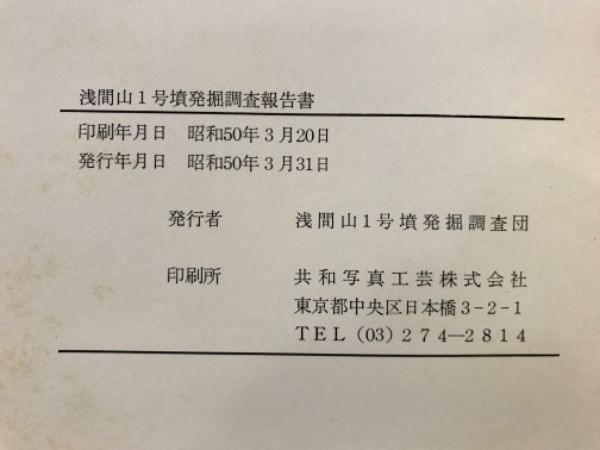 浅間山1号墳発掘調査報告書
印刷年月日 昭和50年3月20日
発行年月日 昭和50年3月31日
発行者 浅間山1号墳発掘調査団
印刷所 共和写真工芸株式会社
東京都中央区日本橋3-2-1
TEL (03) 274—2814